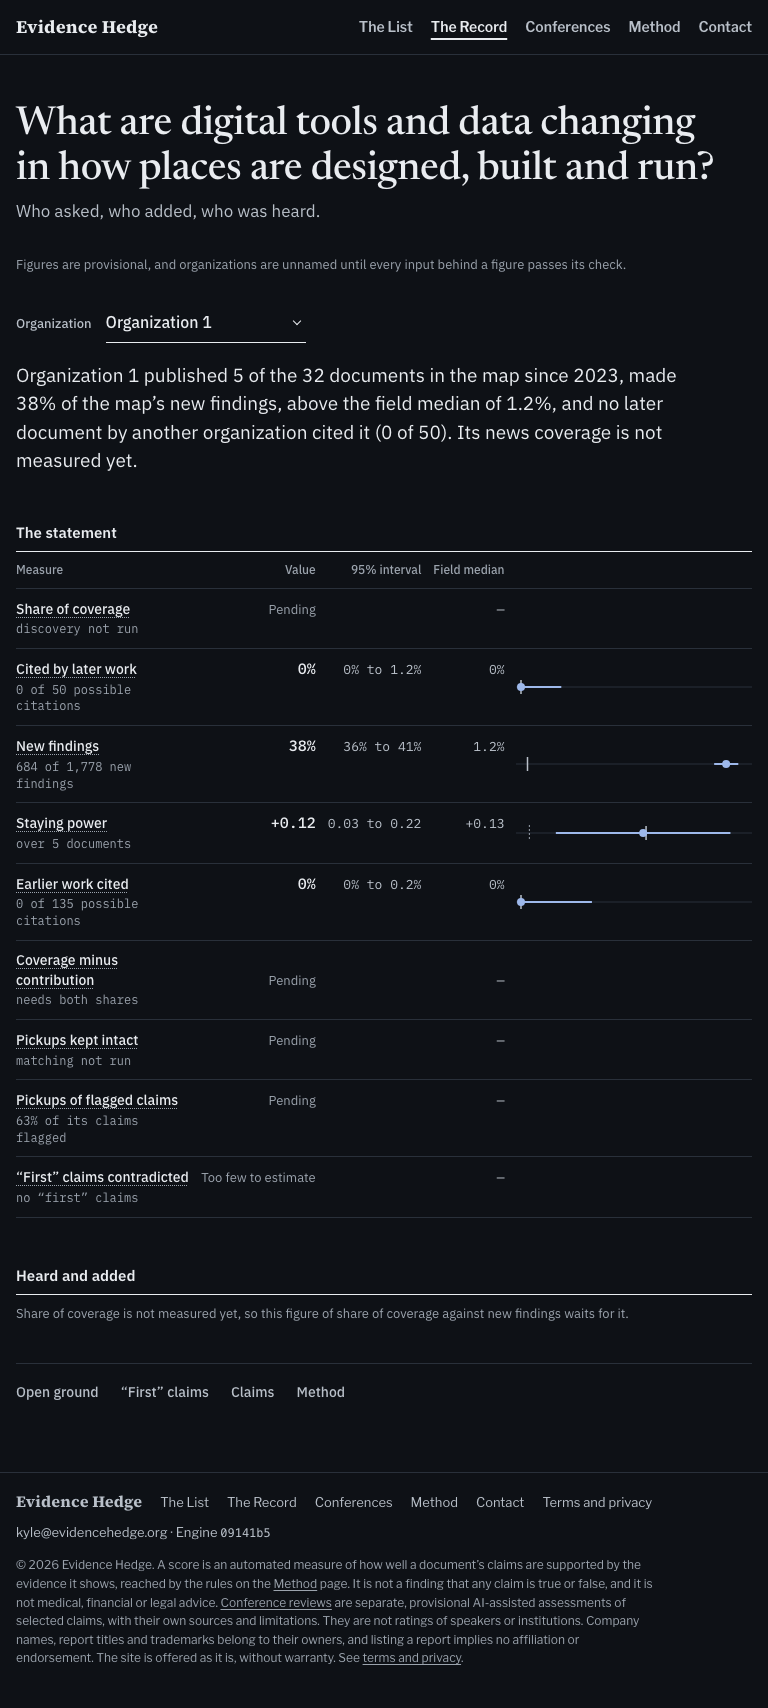 Evidence Hedge
The List The Record Conferences Method Contact
What are digital tools and data changing
in how places are designed, built and run?
Who asked, who added, who was heard.
Figures are provisional, and organizations are unnamed until every input behind a figure passes its check.
Organization Organization 1
Organization 1 published 5 of the 32 documents in the map since 2023, made
38% of the map’s new findings, above the field median of 1.2%, and no later
document by another organization cited it (0 of 50). Its news coverage is not
measured yet.
The statement
Measure Value 95% interval Field median
Share of coverage Pending –
discovery not run
Cited by later work 0% 0% to 1.2% 0%
0 of 50 possible
citations
New findings 38% 36% to 41% 1.2%
684 of 1,778 new
findings
Staying power +0.12 0.03 to 0.22 +0.13
over 5 documents
Earlier work cited 0% 0% to 0.2% 0%
0 of 135 possible
citations
Coverage minus
contribution Pending –
needs both shares
Pickups kept intact Pending –
matching not run
Pickups of flagged claims Pending –
63% of its claims
flagged
“First” claims contradicted Too few to estimate –
no “first” claims
Heard and added
Share of coverage is not measured yet, so this figure of share of coverage against new findings waits for it.
Open ground “First” claims Claims Method
Evidence Hedge The List The Record Conferences Method Contact Terms and privacy
kyle@evidencehedge.org · Engine 09141b5
© 2026 Evidence Hedge. A score is an automated measure of how well a document’s claims are supported by the
evidence it shows, reached by the rules on the Method page. It is not a finding that any claim is true or false, and it is
not medical, financial or legal advice. Conference reviews are separate, provisional AI-assisted assessments of
selected claims, with their own sources and limitations. They are not ratings of speakers or institutions. Company
names, report titles and trademarks belong to their owners, and listing a report implies no affiliation or
endorsement. The site is offered as it is, without warranty. See terms and privacy.